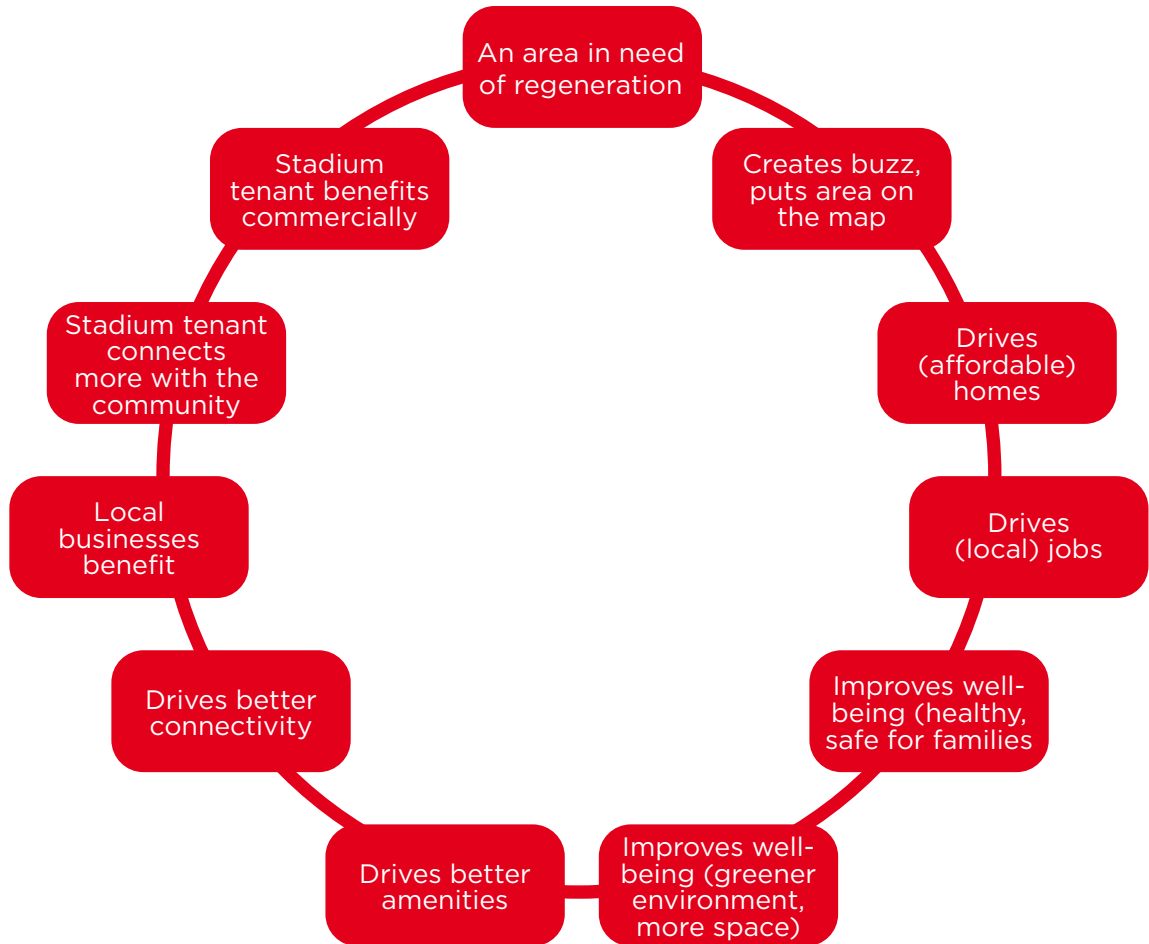 An area in need
of regeneration
Creates buzz,
puts area on
the map
Drives
(affordable)
homes
Drives
(local) jobs
Improves well-
being (healthy,
safe for families
Improves well-
being (greener
environment,
more space)
Drives better
amenities
Drives better
connectivity
Local
businesses
benefit
Stadium tenant
connects
more with the
community
Stadium
tenant benefits
commercially